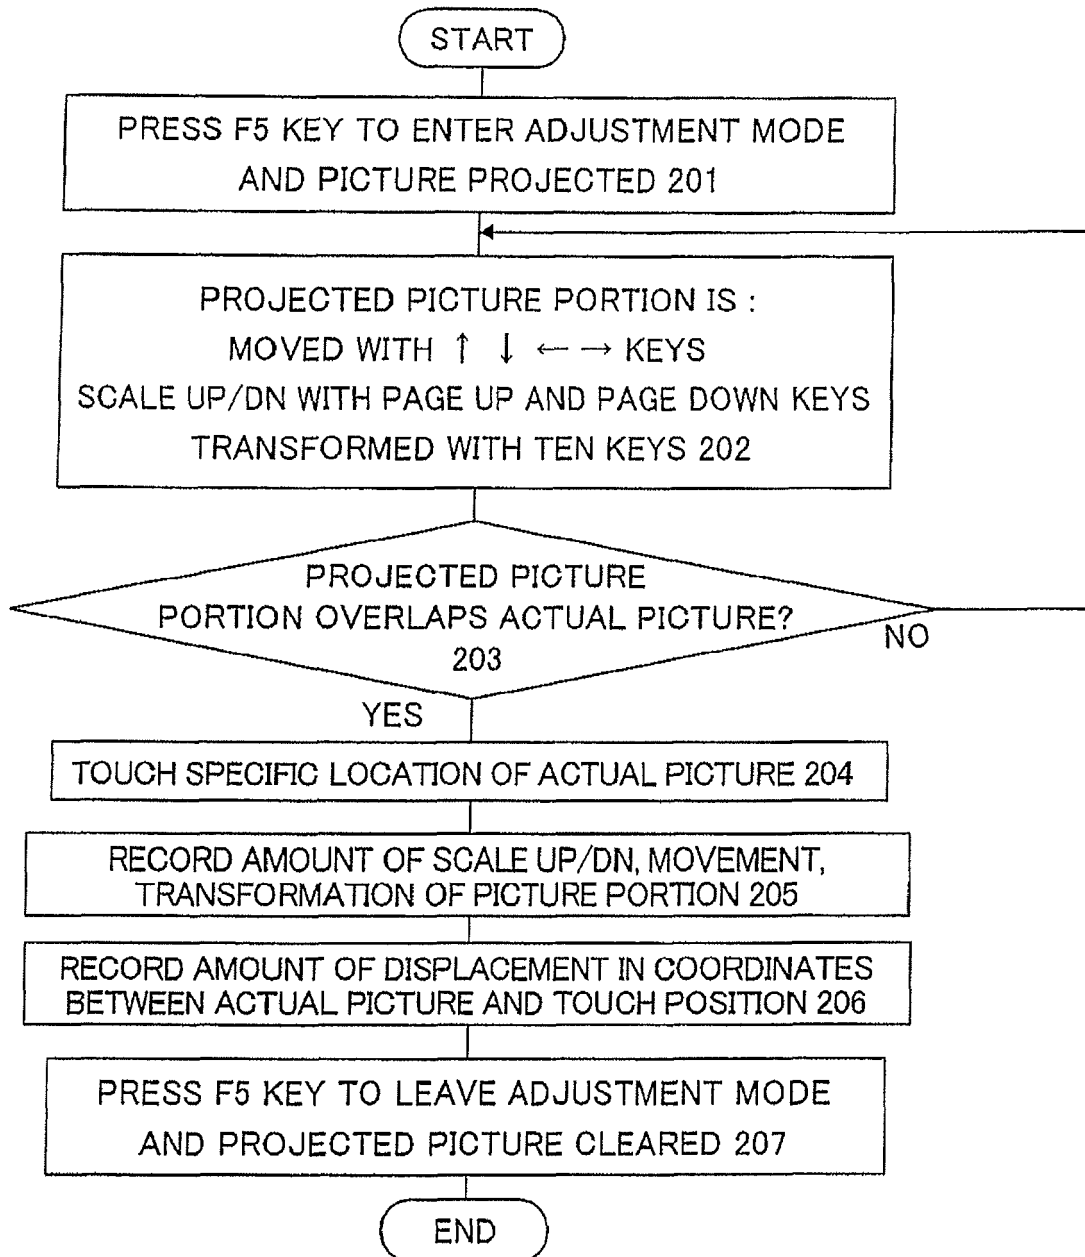 START
PRESS F5 KEY TO ENTER ADJUSTMENT MODE
AND PICTURE PROJECTED 201
PROJECTED PICTURE PORTION IS :
MOVED WITH ↑ ↓ ← → KEYS
SCALE UP/DN WITH PAGE UP AND PAGE DOWN KEYS
TRANSFORMED WITH TEN KEYS 202
PROJECTED PICTURE
PORTION OVERLAPS ACTUAL PICTURE?
203
NO
YES
TOUCH SPECIFIC LOCATION OF ACTUAL PICTURE 204
RECORD AMOUNT OF SCALE UP/DN, MOVEMENT,
TRANSFORMATION OF PICTURE PORTION 205
RECORD AMOUNT OF DISPLACEMENT IN COORDINATES
BETWEEN ACTUAL PICTURE AND TOUCH POSITION 206
PRESS F5 KEY TO LEAVE ADJUSTMENT MODE
AND PROJECTED PICTURE CLEARED 207
END